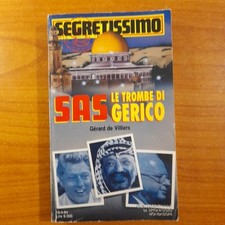 SEGRETISSIMO
SAS
LE TROMBE DI
GERICO
Gérard de Villiers